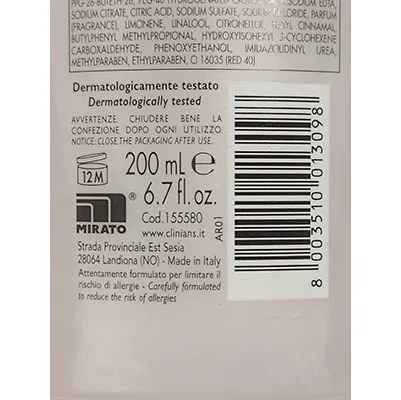 PPG-26-BUTETH-26, PEG-40 HYDROGENATED SODIUM EDTA,
SODIUM CITRATE, CITRIC ACID, SODIUM SULFATE, SODIUM CHLORIDE, PARFUM
(FRAGRANCE), LIMONENE, LINALOOL, CITRONELLOL, HEXYL CINNAMAL,
BUTYLPHENYL METHYLPROPIONAL, HYDROXYISOHEXYL 3-CYCLOHEXENE
CARBOXALDEHYDE, PHENOXYETHANOL, IMIDAZOLIDINYL UREA,
METHYLPARABEN, ETHYLPARABEN, CI 16035 (RED 40).
Dermatologicamente testato
Dermatologically tested
AVVERTENZE: CHIUDERE BENE LA
CONFEZIONE DOPO OGNI UTILIZZO.
NOTICE: CLOSE THE PACKAGING AFTER USE.
12M
200 mL e
6.7 fl.oz.
MIRATO ®
Cod.155580
www.clinians.it
AR01
Strada Provinciale Est Sesia
28064 Landiona (NO) - Made in Italy
Attentamente formulato per limitare il
rischio di allergie - Carefully formulated
to reduce the risk of allergies
8 003510 013098